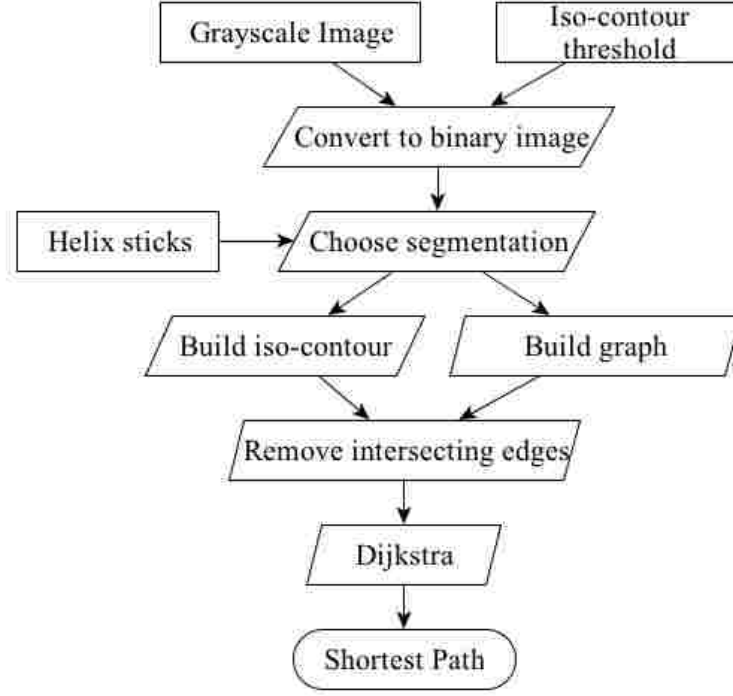 Grayscale Image
Iso-contour
threshold
Convert to binary image
Helix sticks
Choose segmentation
Build iso-contour
Build graph
Remove intersecting edges
Dijkstra
Shortest Path